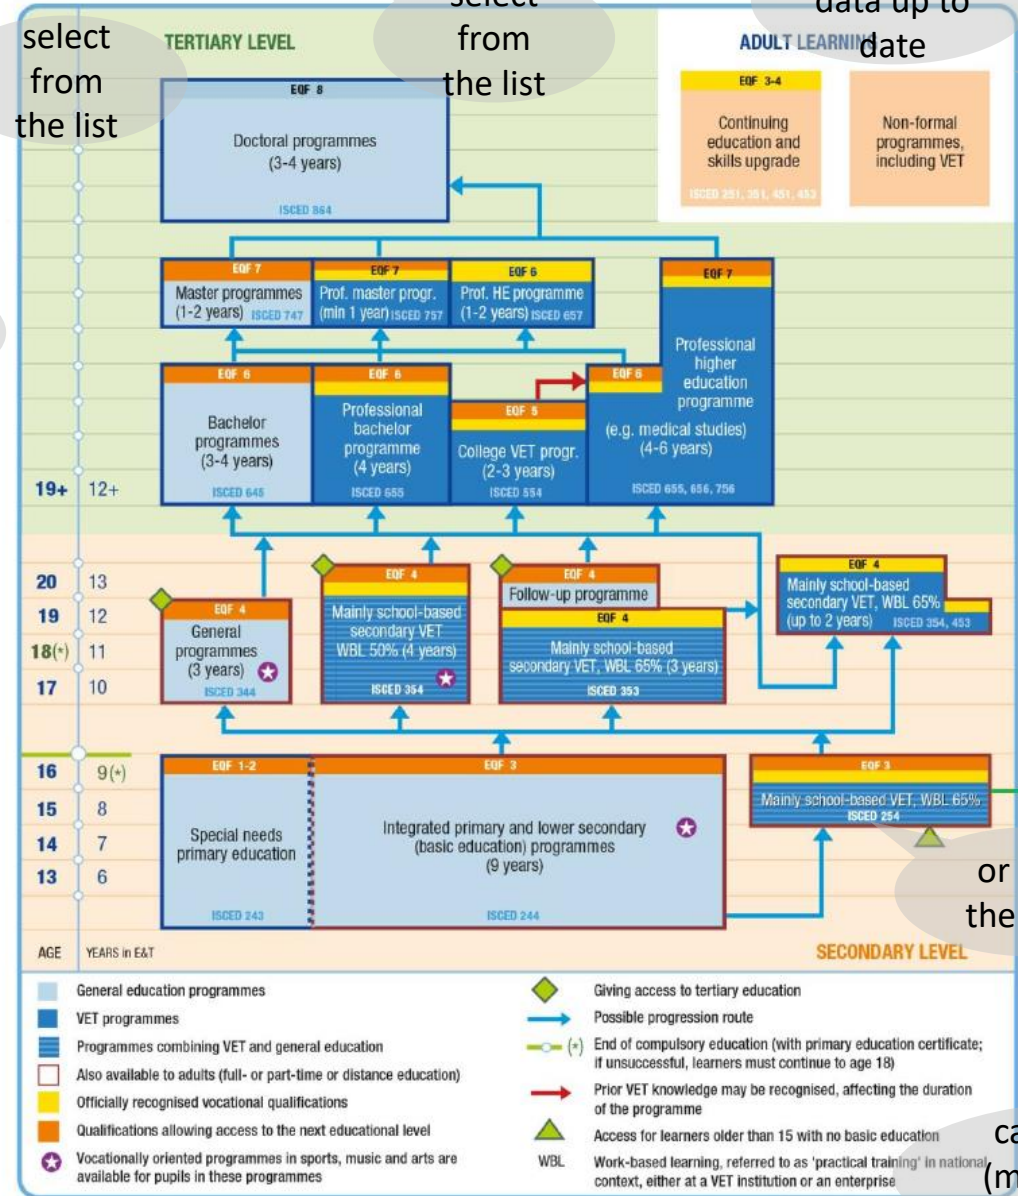 select
from
the list
select
from
the list
data up to
date
TERTIARY LEVEL
ADULT LEARNING
EQF 8
Doctoral programmes
(3-4 years)
ISCED 864
EQF 3-4
Continuing
education and
skills upgrade
ISCED 251, 351, 451, 453
Non-formal
programmes,
including VET
EQF 7
Master programmes
(1-2 years) ISCED 747
EQF 7
Prof. master progr.
(min 1 year) ISCED 757
EQF 6
Prof. HE programme
(1-2 years) ISCED 657
EQF 7
Professional
higher
education
programme
EQF 6
(e.g. medical studies)
(4-6 years)
ISCED 655, 656, 756
EQF 6
Bachelor
programmes
(3-4 years)
ISCED 645
EQF 6
Professional
bachelor
programme
(4 years)
ISCED 655
EQF 5
College VET progr.
(2-3 years)
ISCED 554
19+ 12+
20 13
19 12
18(*) 11
17 10
EQF 4
General
programmes
(3 years)
ISCED 344
EQF 4
Mainly school-based
secondary VET
WBL 50% (4 years)
ISCED 354
EQF 4
Follow-up programme
EQF 4
Mainly school-based
secondary VET, WBL 65% (3 years)
ISCED 353
EQF 4
Mainly school-based
secondary VET, WBL 65%
(up to 2 years) ISCED 354, 453
16 9(*)
15 8
14 7
13 6
EQF 1-2
Special needs
primary education
ISCED 243
EQF 3
Integrated primary and lower secondary
(basic education) programmes
(9 years)
ISCED 244
EQF 3
Mainly school-based VET, WBL 65%
ISCED 254
or
the
AGE YEARS in E&T
SECONDARY LEVEL
General education programmes
VET programmes
Programmes combining VET and general education
Also available to adults (full- or part-time or distance education)
Officially recognised vocational qualifications
Qualifications allowing access to the next educational level
Vocationally oriented programmes in sports, music and arts are
available for pupils in these programmes
Giving access to tertiary education
Possible progression route
(*) End of compulsory education (with primary education certificate;
if unsuccessful, learners must continue to age 18)
Prior VET knowledge may be recognised, affecting the duration
of the programme
Access for learners older than 15 with no basic education
WBL Work-based learning, referred to as 'practical training' in national
context, either at a VET institution or an enterprise
ca
(m